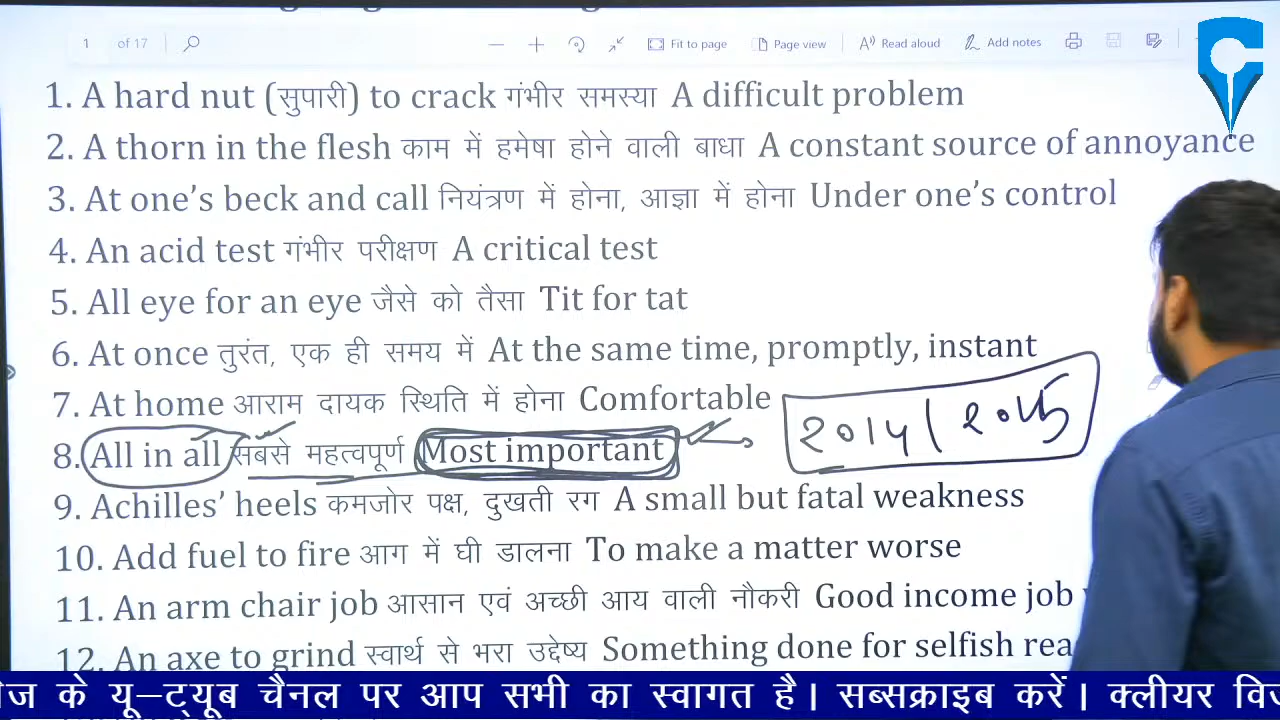 1 of 17 Fit to page Page view Read aloud Add notes
1. A hard nut (सुपारी) to crack गंभीर समस्या A difficult problem
2. A thorn in the flesh काम में हमेषा होने वाली बाधा A constant source of annoyance
3. At one’s beck and call नियंत्रण में होना, आज्ञा में होना Under one’s control
4. An acid test गंभीर परीक्षण A critical test
5. All eye for an eye जैसे को तैसा Tit for tat
6. At once तुरंत, एक ही समय में At the same time, promptly, instant
7. At home आराम दायक स्थिति में होना Comfortable
8. All in all सबसे महत्वपूर्ण Most important 2014 / 2015
9. Achilles’ heels कमजोर पक्ष, दुखती रग A small but fatal weakness
10. Add fuel to fire आग में घी डालना To make a matter worse
11. An arm chair job आसान एवं अच्छी आय वाली नौकरी Good income job
12. An axe to grind स्वार्थ से भरा उद्देष्य Something done for selfish rea
के यू–ट्यूब चैनल पर आप सभी का स्वागत है। सब्सक्राइब करें। क्लीयर